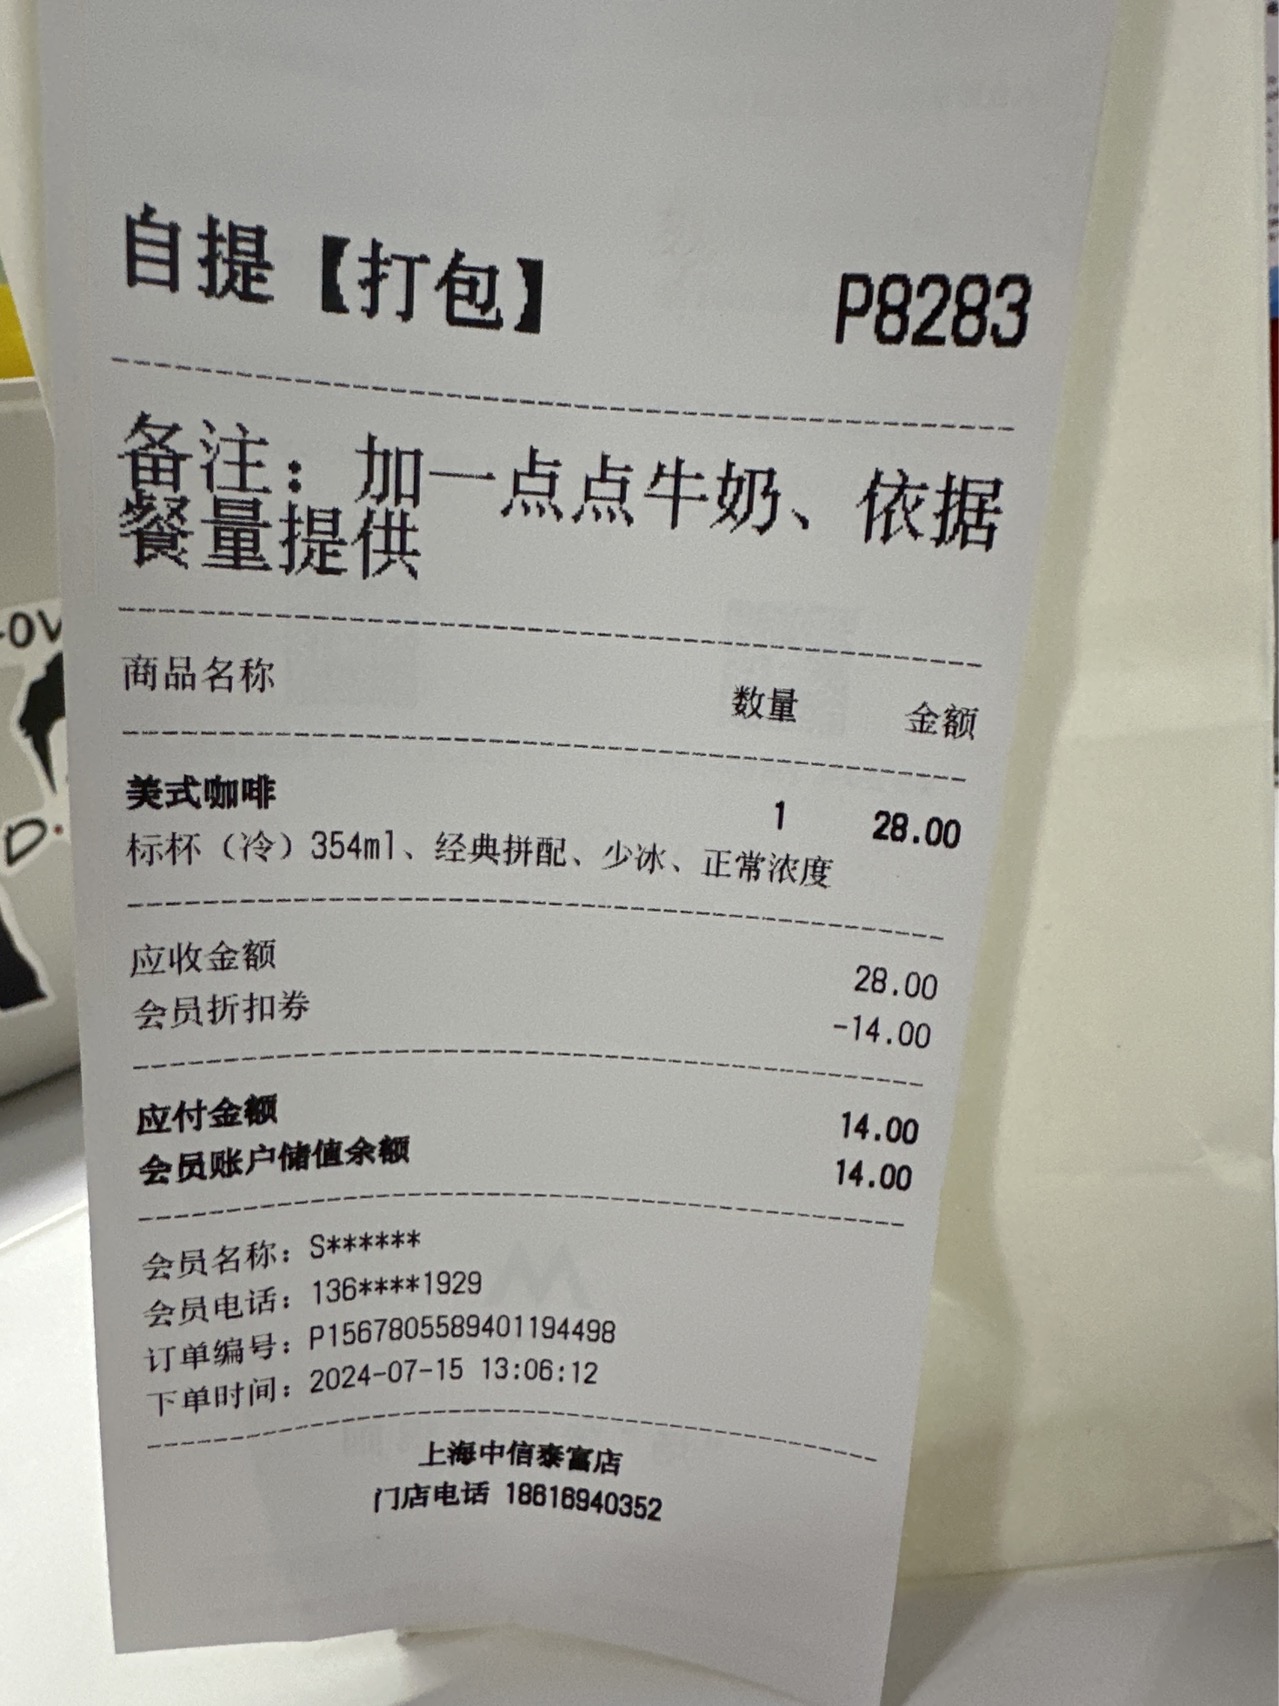 自提【打包】 P8283
备注：加一点点牛奶、依据
餐量提供
商品名称 数量 金额
美式咖啡 1 28.00
标杯（冷）354ml、经典拼配、少冰、正常浓度
应收金额 28.00
会员折扣券 -14.00
应付金额 14.00
会员账户储值余额 14.00
会员名称：S******
会员电话：136****1929
订单编号：P1567805589401194498
下单时间：2024-07-15 13:06:12
上海中信泰富店
门店电话 18616940352